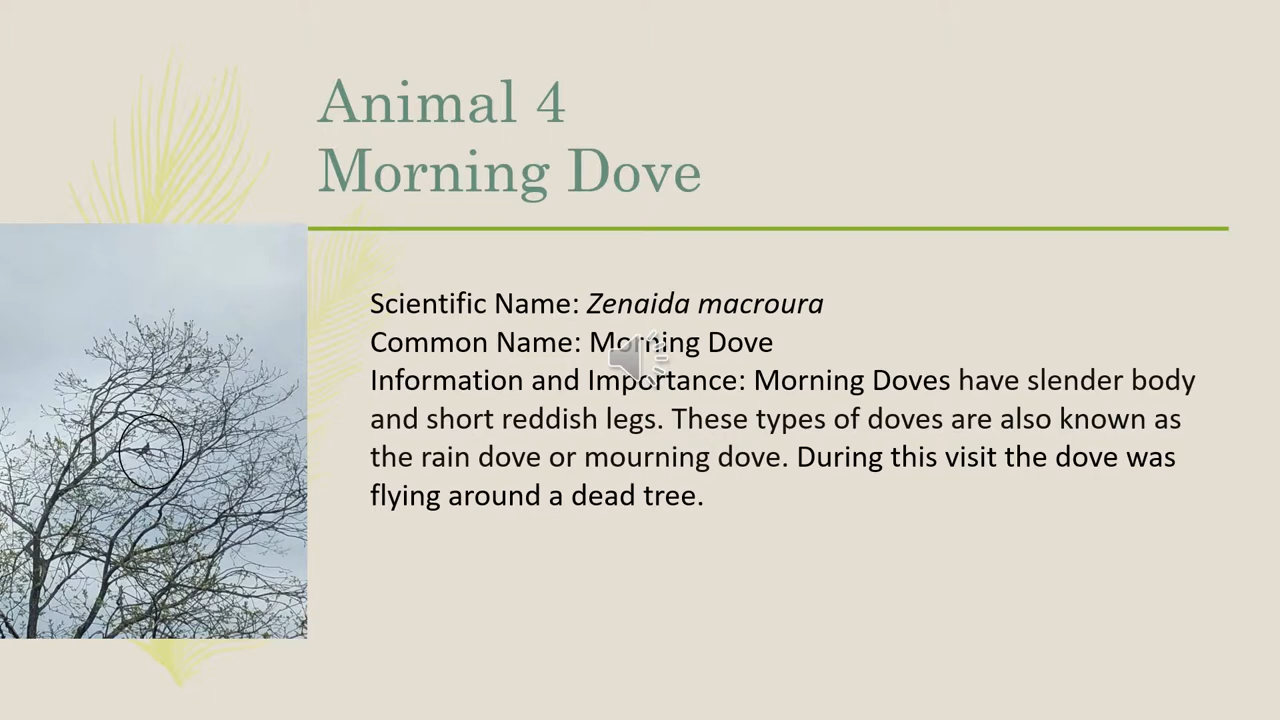 Animal 4
Morning Dove
Scientific Name: Zenaida macroura
Common Name: Morning Dove
Information and Importance: Morning Doves have slender body
and short reddish legs. These types of doves are also known as
the rain dove or mourning dove. During this visit the dove was
flying around a dead tree.